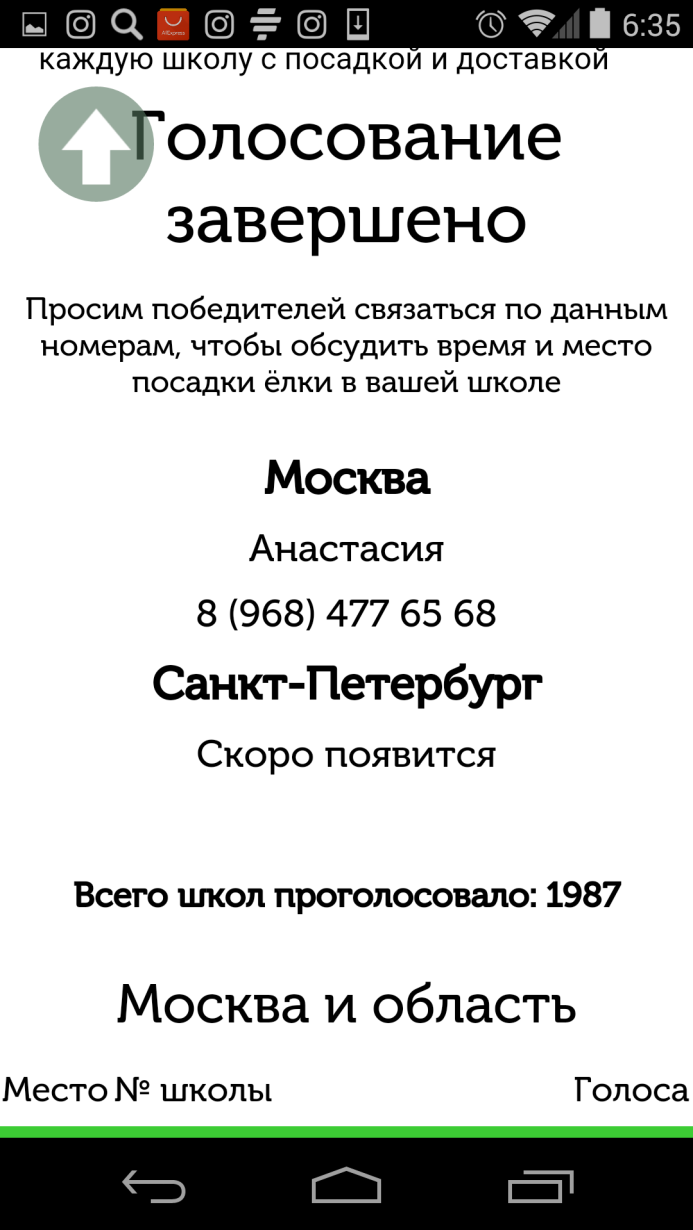 6:35
каждую школу с посадкой и доставкой
Голосование
завершено
Просим победителей связаться по данным
номерам, чтобы обсудить время и место
посадки ёлки в вашей школе
Москва
Анастасия
8 (968) 477 65 68
Санкт-Петербург
Скоро появится
Всего школ проголосовало: 1987
Москва и область
Место № школы Голоса